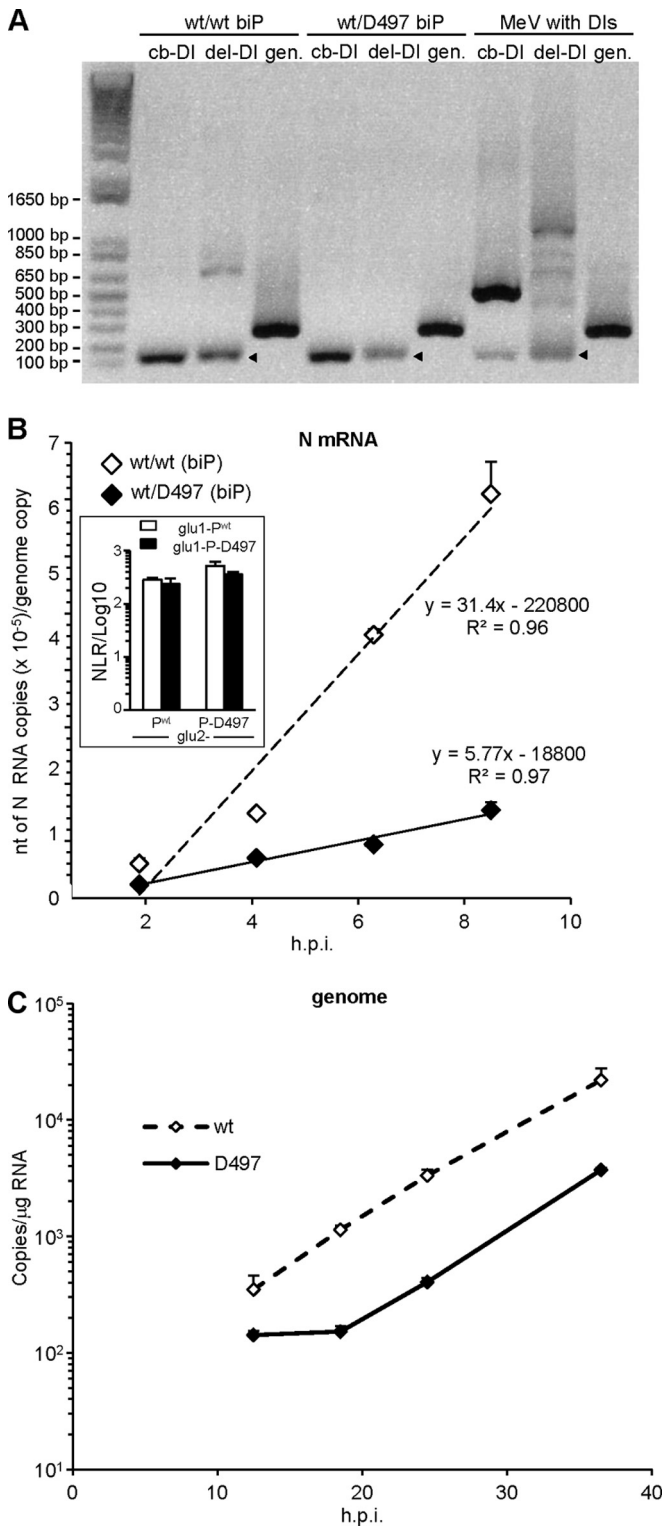 A
wt/wt biP wt/D497 biP MeV with DIs
cb-DI del-DI gen. cb-DI del-DI gen. cb-DI del-DI gen.
1650 bp
1000 bp
850 bp
650 bp
500 bp
400 bp
300 bp
200 bp
100 bp
B
N mRNA
nt of N RNA copies (x 10⁻⁵)/genome copy
7
6
5
4
3
2
1
0
wt/wt (biP)
wt/D497 (biP)
glu1-Pwt
glu1-P-D497
NLR/Log10
3
2
1
0
Pwt P-D497
glu2-
y = 31.4x - 220800
R² = 0.96
y = 5.77x - 18800
R² = 0.97
2 4 6 8 10
h.p.i.
C
genome
Copies/µg RNA
10⁵
10⁴
10³
10²
10¹
wt
D497
0 10 20 30 40
h.p.i.